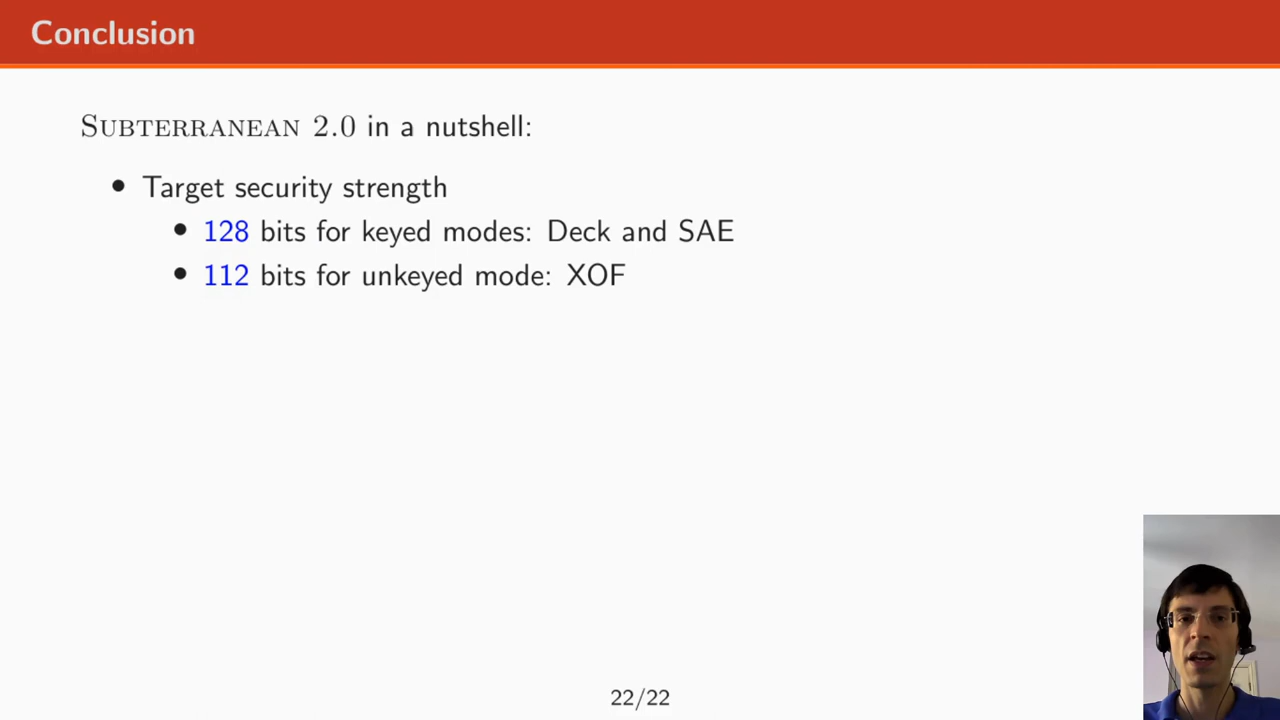 Conclusion
SUBTERRANEAN 2.0 in a nutshell:
• Target security strength
• 128 bits for keyed modes: Deck and SAE
• 112 bits for unkeyed mode: XOF
22/22